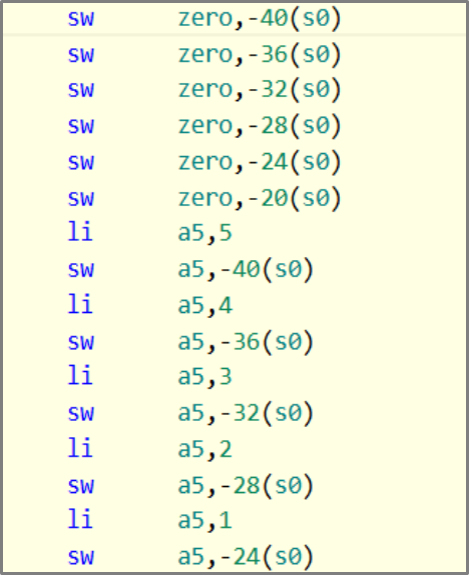 sw zero,-40(s0)
sw zero,-36(s0)
sw zero,-32(s0)
sw zero,-28(s0)
sw zero,-24(s0)
sw zero,-20(s0)
li a5,5
sw a5,-40(s0)
li a5,4
sw a5,-36(s0)
li a5,3
sw a5,-32(s0)
li a5,2
sw a5,-28(s0)
li a5,1
sw a5,-24(s0)